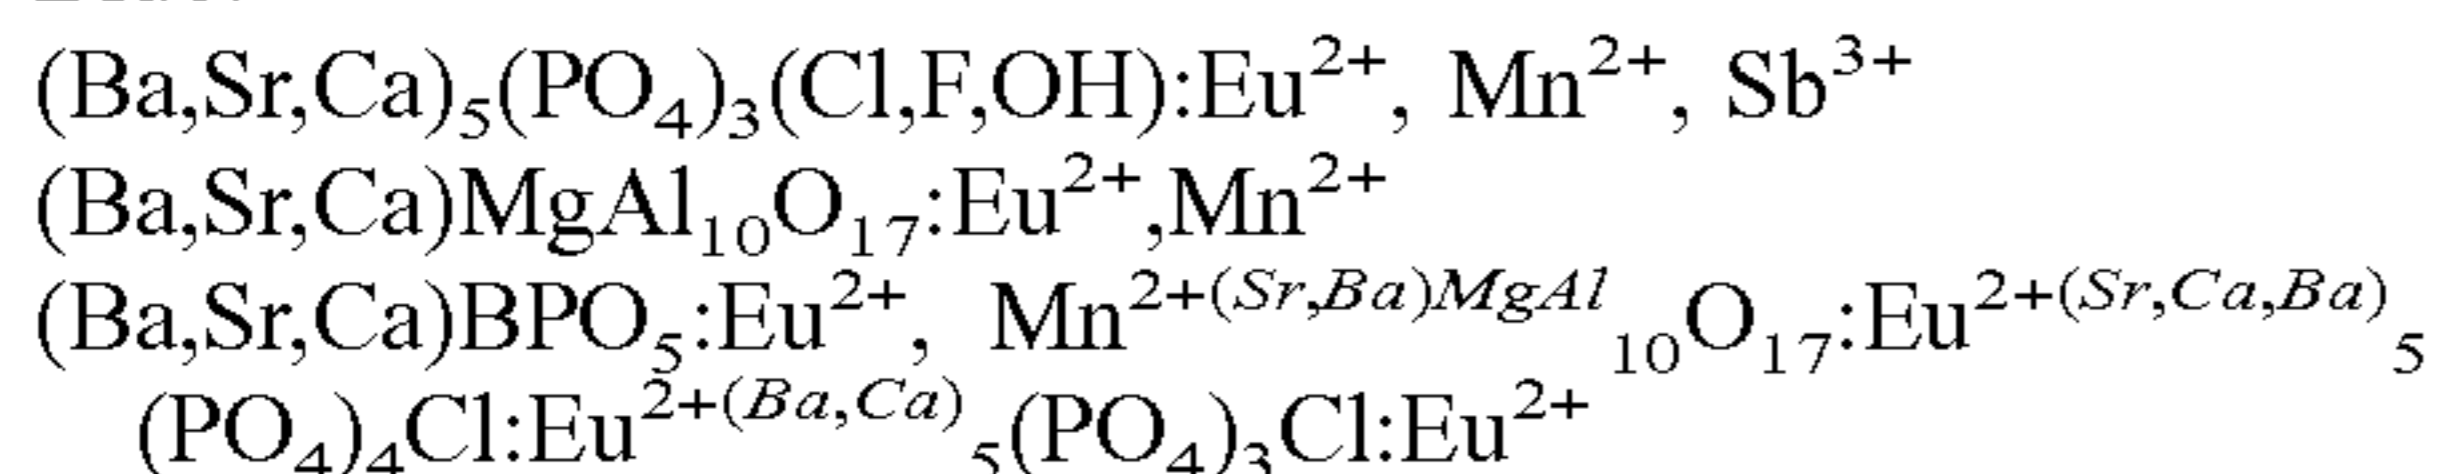 (Ba,Sr,Ca)₅(PO₄)₃(Cl,F,OH):Eu²⁺, Mn²⁺, Sb³⁺
(Ba,Sr,Ca)MgAl₁₀O₁₇:Eu²⁺,Mn²⁺
(Ba,Sr,Ca)BPO₅:Eu²⁺, Mn²⁺⁽ˢʳ,ᴮᵃ⁾ᴹᵍᴬˡ₁₀O₁₇:Eu²⁺⁽ˢʳ,ᶜᵃ,ᴮᵃ⁾₅
(PO₄)₄Cl:Eu²⁺⁽ᴮᵃ,ᶜᵃ⁾₅(PO₄)₃Cl:Eu²⁺